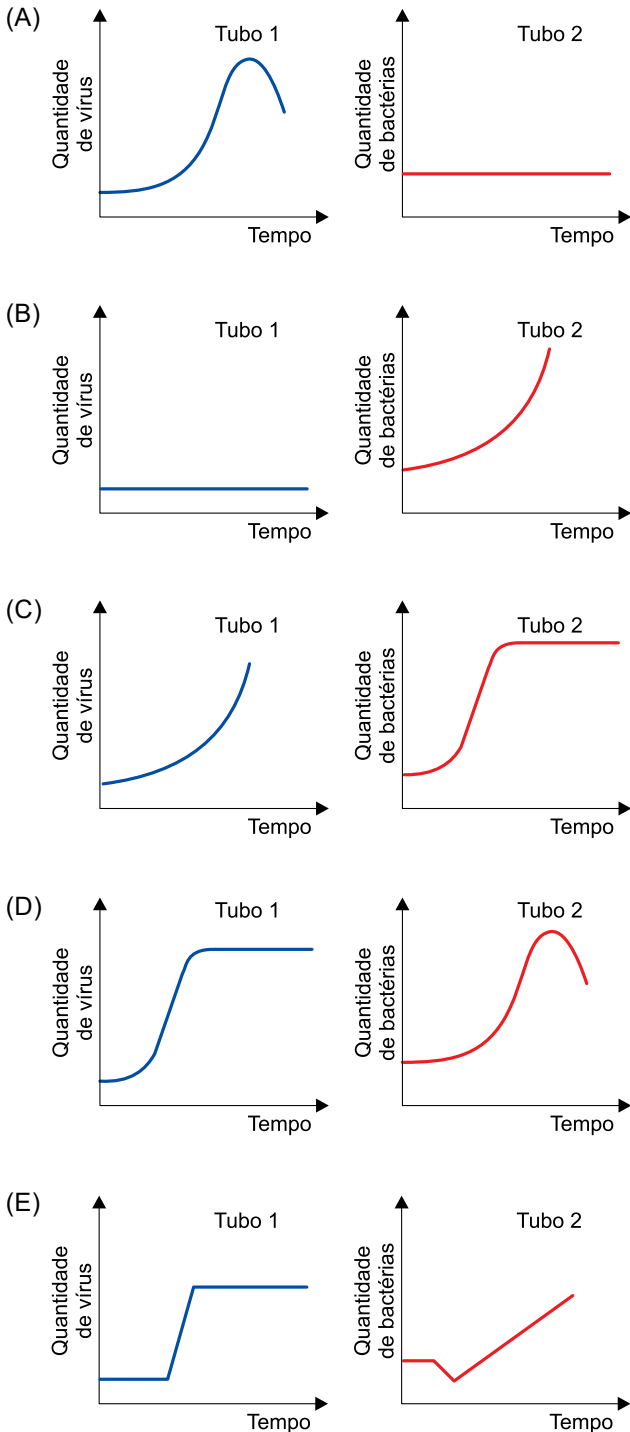 (A)
Tubo 1
Quantidade
de vírus
Tempo
Tubo 2
Quantidade
de bactérias
Tempo
(B)
Tubo 1
Quantidade
de vírus
Tempo
Tubo 2
Quantidade
de bactérias
Tempo
(C)
Tubo 1
Quantidade
de vírus
Tempo
Tubo 2
Quantidade
de bactérias
Tempo
(D)
Tubo 1
Quantidade
de vírus
Tempo
Tubo 2
Quantidade
de bactérias
Tempo
(E)
Tubo 1
Quantidade
de vírus
Tempo
Tubo 2
Quantidade
de bactérias
Tempo